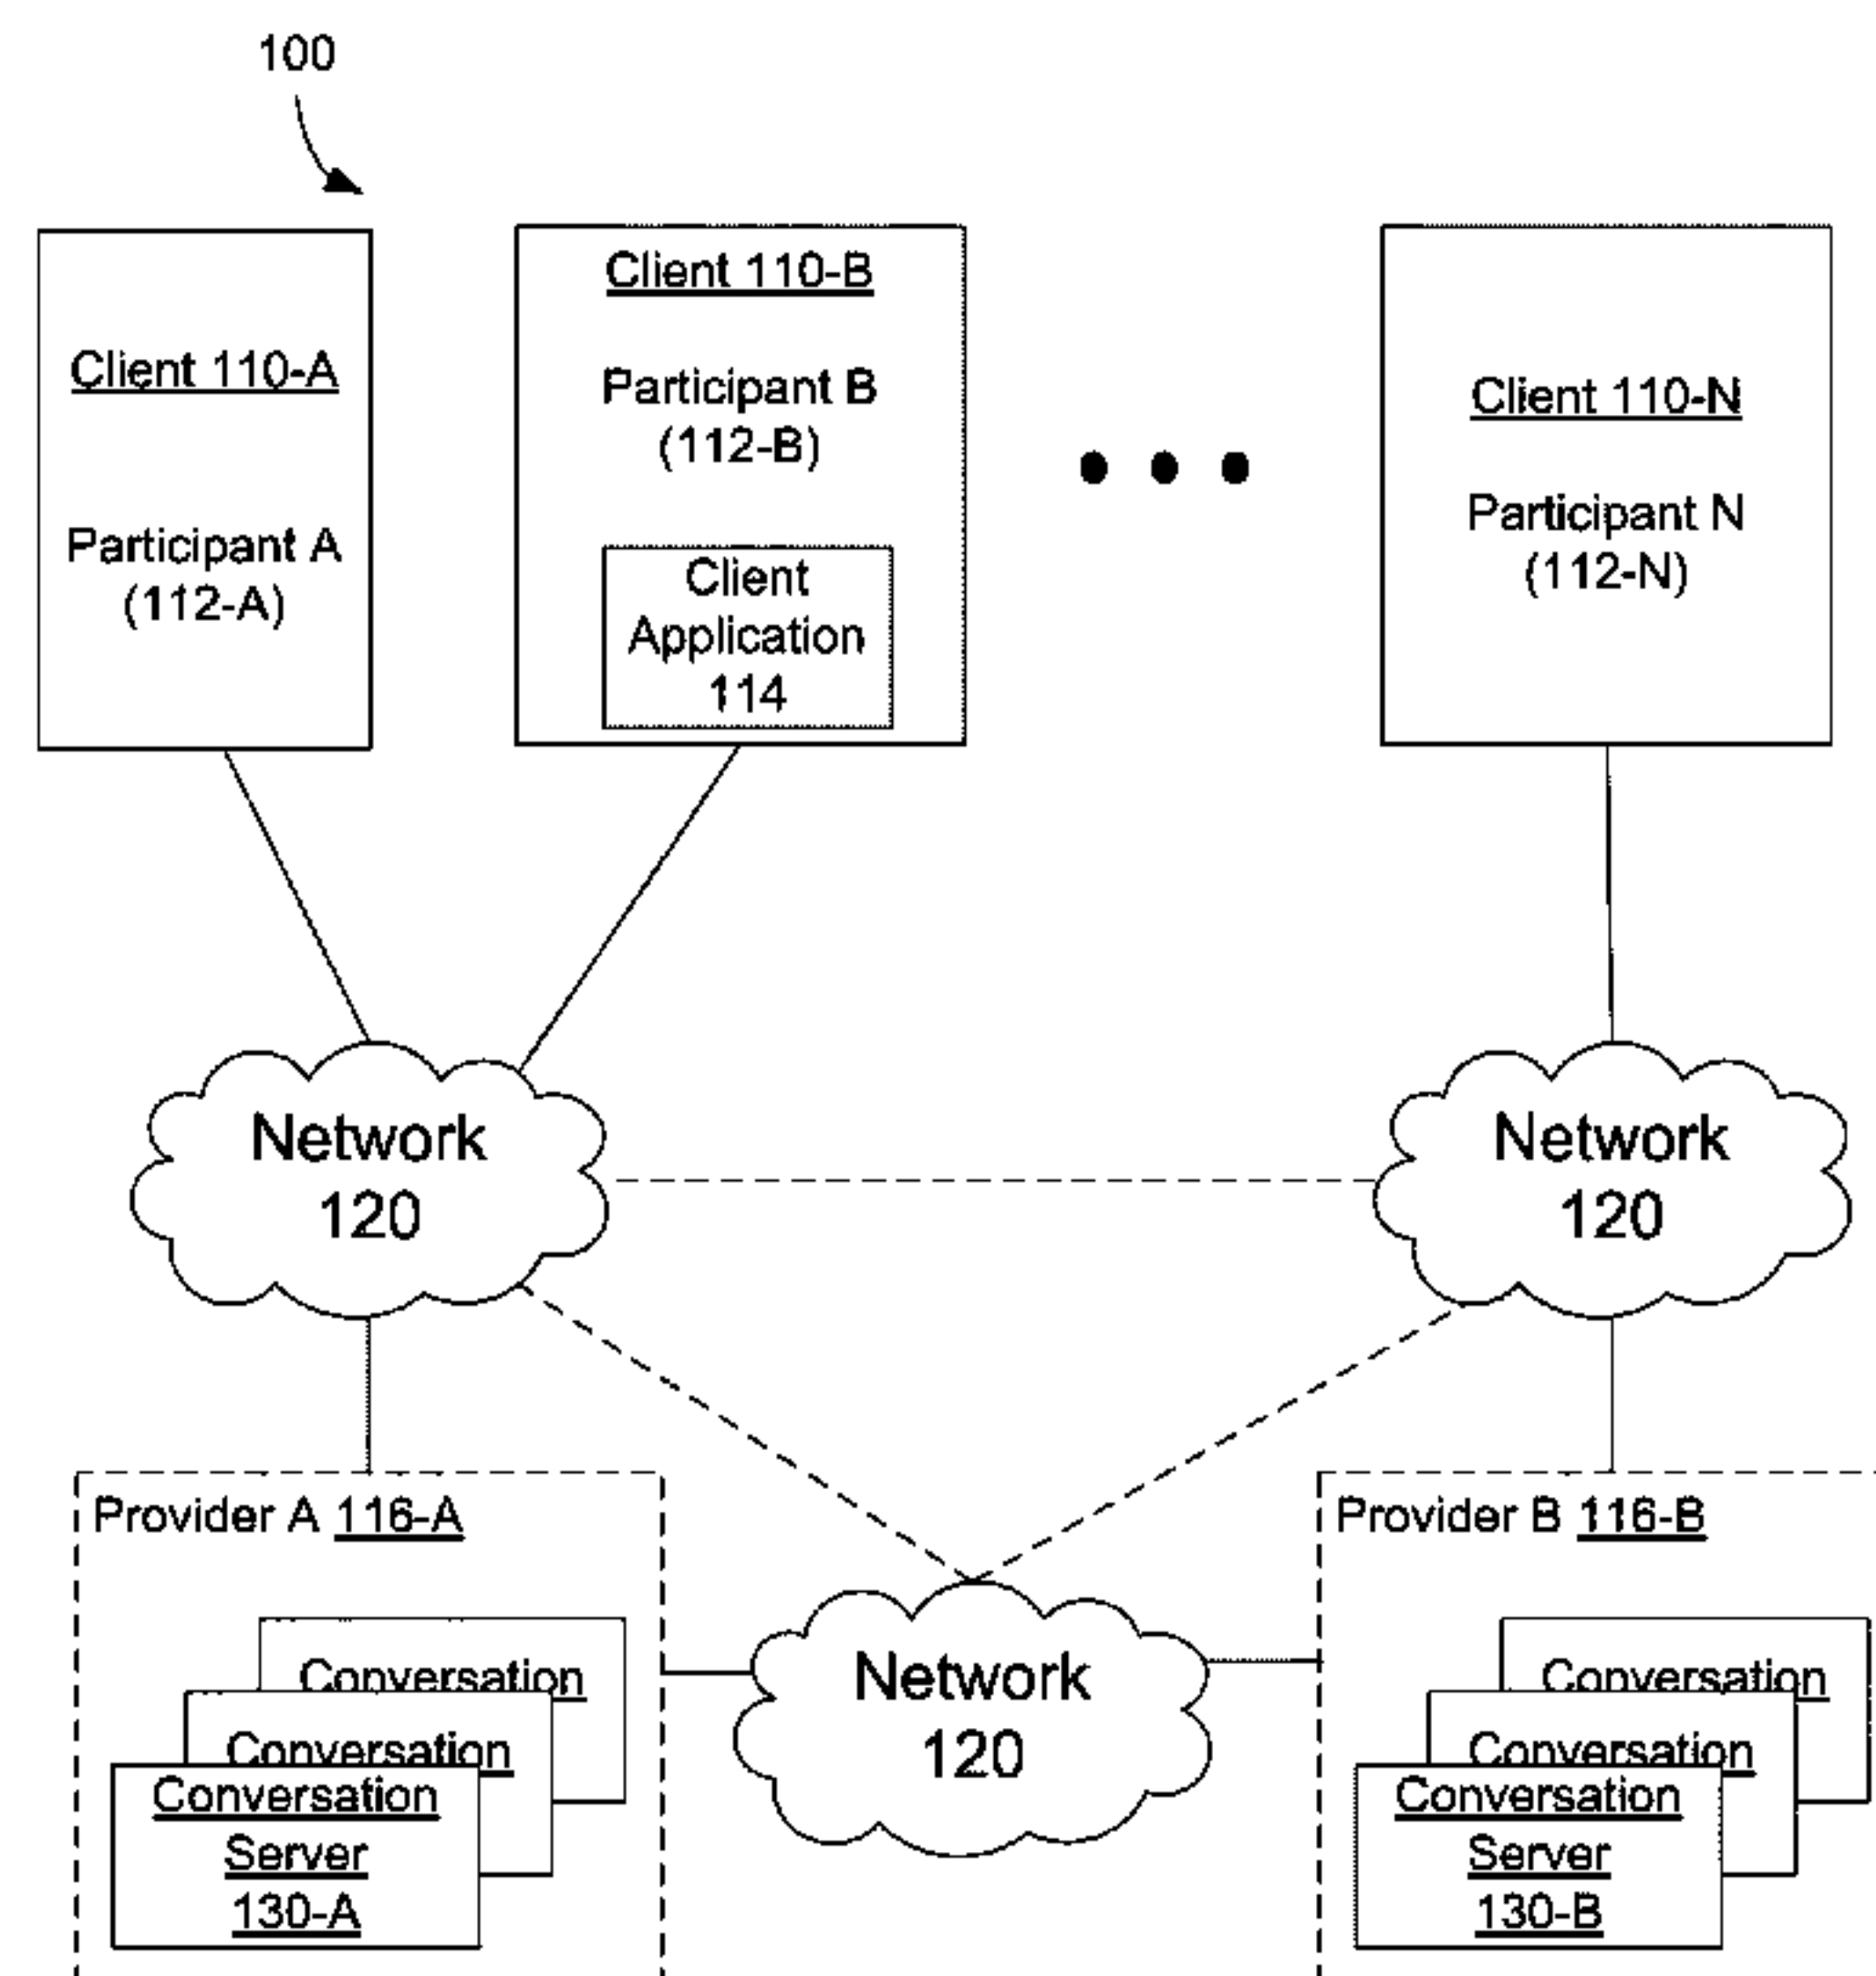 100
Client 110-A
Participant A
(112-A)
Client 110-B
Participant B
(112-B)
Client
Application
114
Client 110-N
Participant N
(112-N)
Network
120
Network
120
Provider A 116-A
Conversation
Conversation
Conversation
Server
130-A
Network
120
Provider B 116-B
Conversation
Conversation
Conversation
Server
130-B